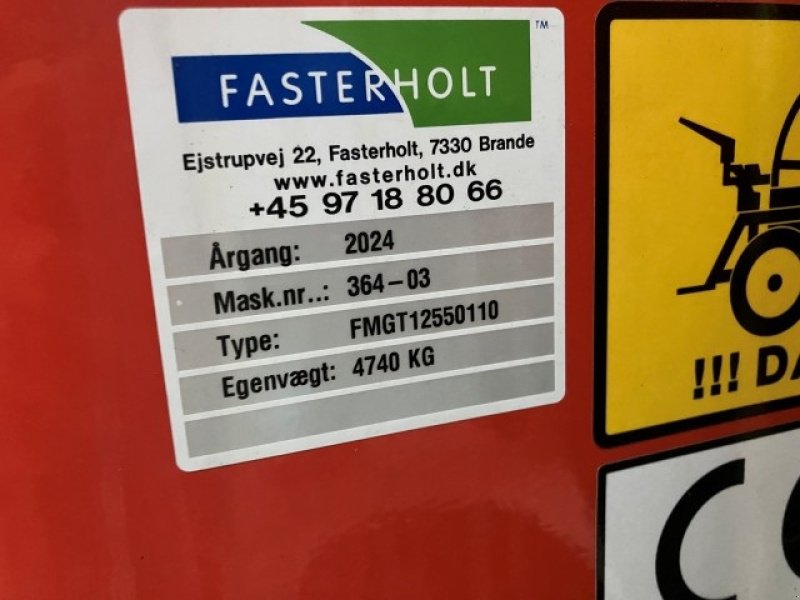 FASTERHOLT
TM
Ejstrupvej 22, Fasterholt, 7330 Brande
www.fasterholt.dk
+45 97 18 80 66
Årgang: 2024
Mask.nr..: 364-03
Type: FMGT12550110
Egenvægt: 4740 KG
!!! DA
C